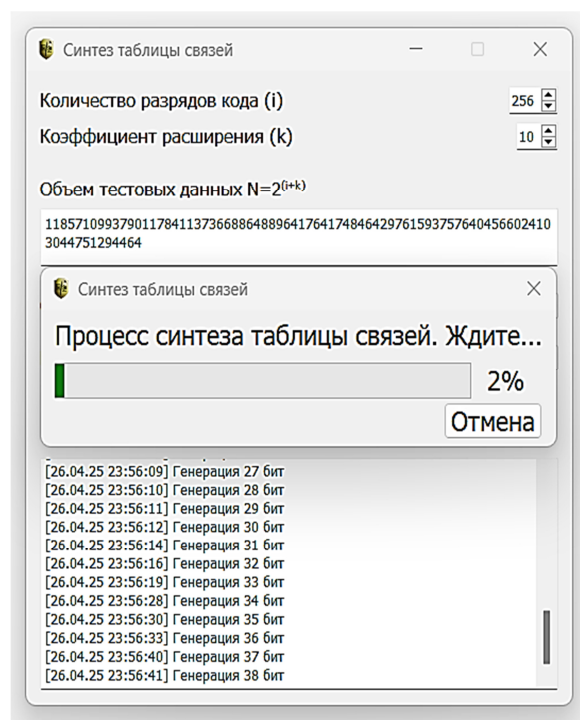 Синтез таблицы связей
Количество разрядов кода (i)
256
Коэффициент расширения (k)
10
Объем тестовых данных N=2^(i+k)
11857109937901178411373668864889641764174846429761593757640456602410
3044751294464
Синтез таблицы связей
Процесс синтеза таблицы связей. Ждите...
2%
Отмена
[26.04.25 23:56:09] Генерация 27 бит
[26.04.25 23:56:10] Генерация 28 бит
[26.04.25 23:56:11] Генерация 29 бит
[26.04.25 23:56:12] Генерация 30 бит
[26.04.25 23:56:14] Генерация 31 бит
[26.04.25 23:56:16] Генерация 32 бит
[26.04.25 23:56:19] Генерация 33 бит
[26.04.25 23:56:28] Генерация 34 бит
[26.04.25 23:56:30] Генерация 35 бит
[26.04.25 23:56:33] Генерация 36 бит
[26.04.25 23:56:40] Генерация 37 бит
[26.04.25 23:56:41] Генерация 38 бит